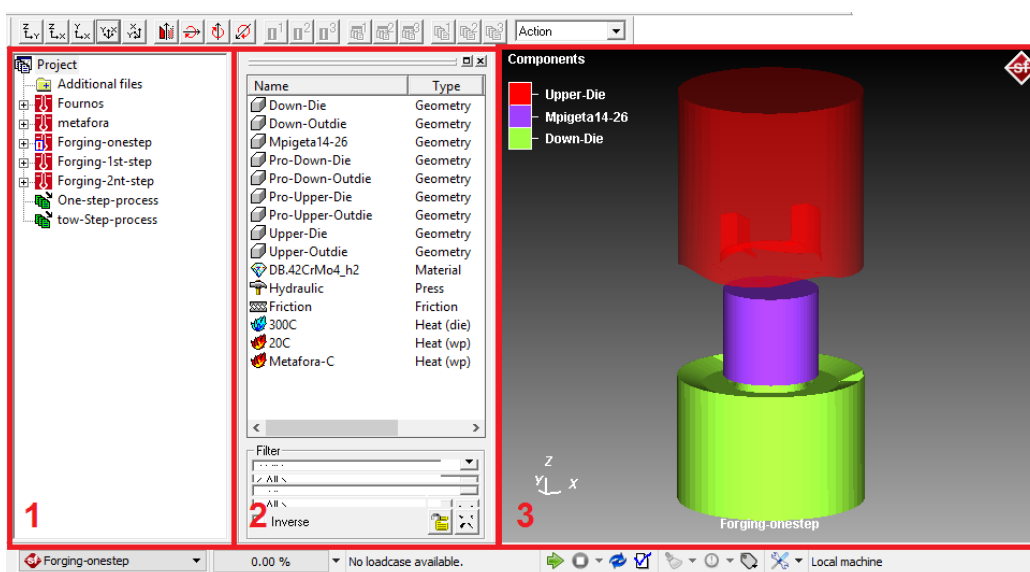 Action
Project
Additional files
Fournos
metafora
Forging-onestep
Forging-1st-step
Forging-2nt-step
One-step-process
tow-Step-process
1
Name Type
Down-Die Geometry
Down-Outdie Geometry
Mpigeta14-26 Geometry
Pro-Down-Die Geometry
Pro-Down-Outdie Geometry
Pro-Upper-Die Geometry
Pro-Upper-Outdie Geometry
Upper-Die Geometry
Upper-Outdie Geometry
DB.42CrMo4_h2 Material
Hydraulic Press
Friction Friction
300C Heat (die)
20C Heat (wp)
Metafora-C Heat (wp)
Filter
Inverse
2
Components
Upper-Die
Mpigeta14-26
Down-Die
sf
Z
Y X
3
Forging-onestep
Forging-onestep 0.00 % No loadcase available. Local machine